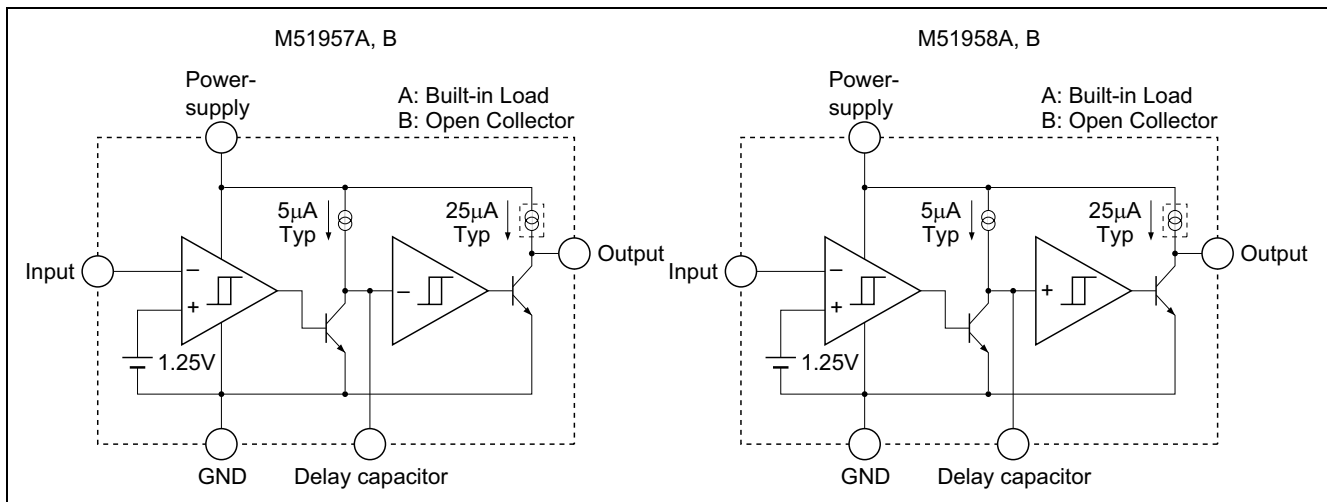 M51957A, B
Power-
supply
A: Built-in Load
B: Open Collector
5μA
Typ
25μA
Typ
Input
−
+
1.25V
−
Output
GND
Delay capacitor
M51958A, B
Power-
supply
A: Built-in Load
B: Open Collector
5μA
Typ
25μA
Typ
Input
−
+
1.25V
+
Output
GND
Delay capacitor